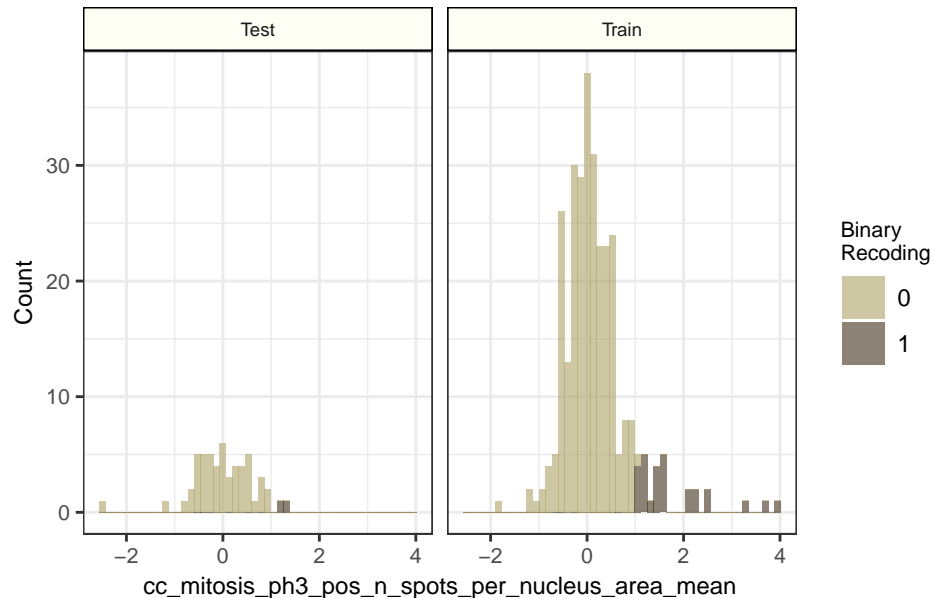 Test
Train
30
20
10
0
Count
−2
0
2
4
−2
0
2
4
cc_mitosis_ph3_pos_n_spots_per_nucleus_area_mean
Binary
Recoding
0
1